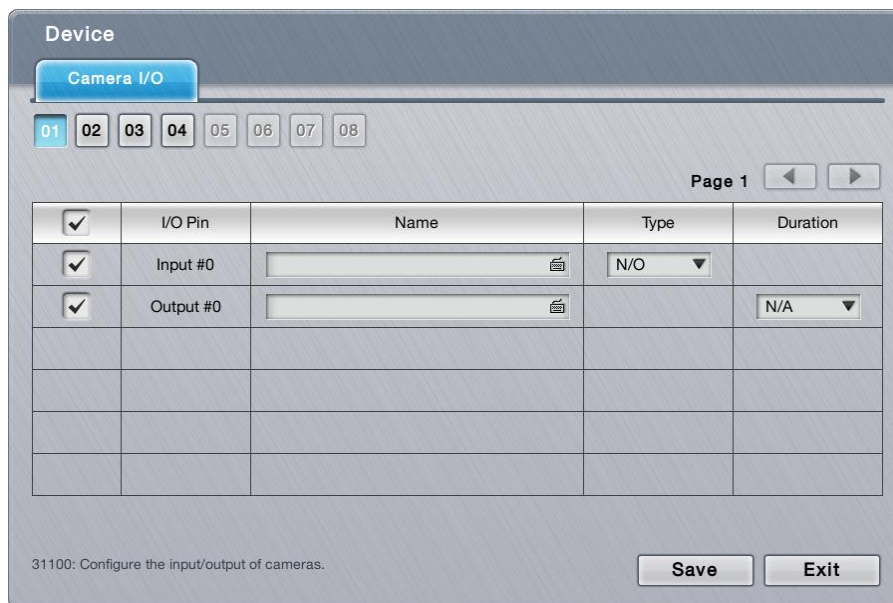 Device
Camera I/O
01 02 03 04 05 06 07 08
Page 1
I/O Pin Name Type Duration
Input #0 N/O
Output #0 N/A
31100: Configure the input/output of cameras.
Save Exit